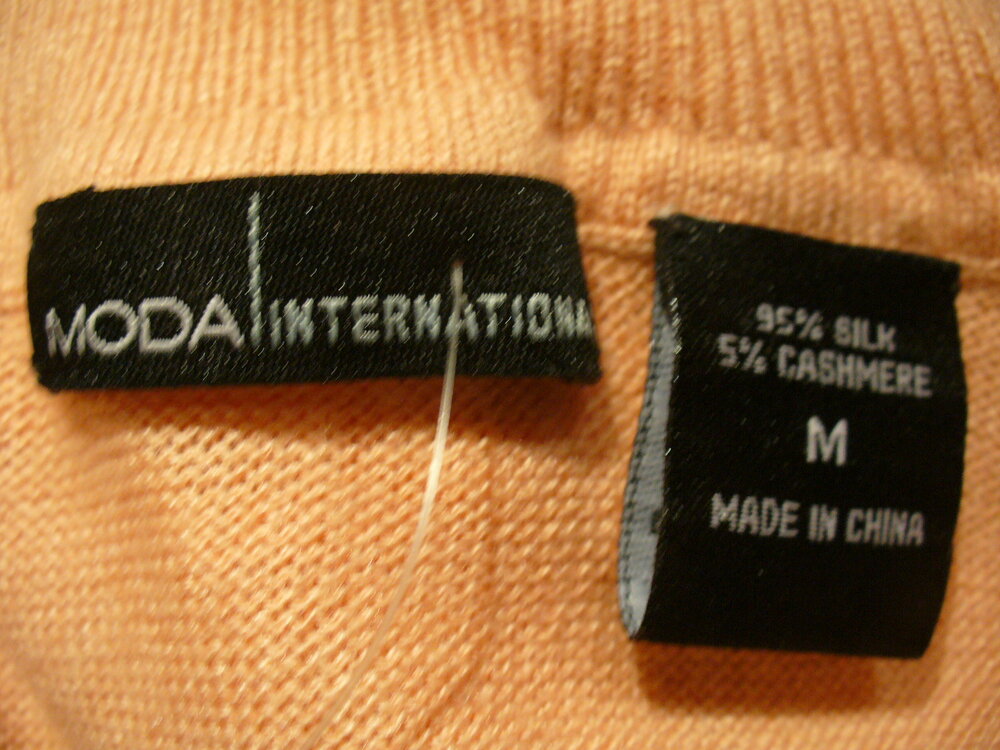 MODA INTERNATIONA
95% SILK
5% CASHMERE
M
MADE IN CHINA